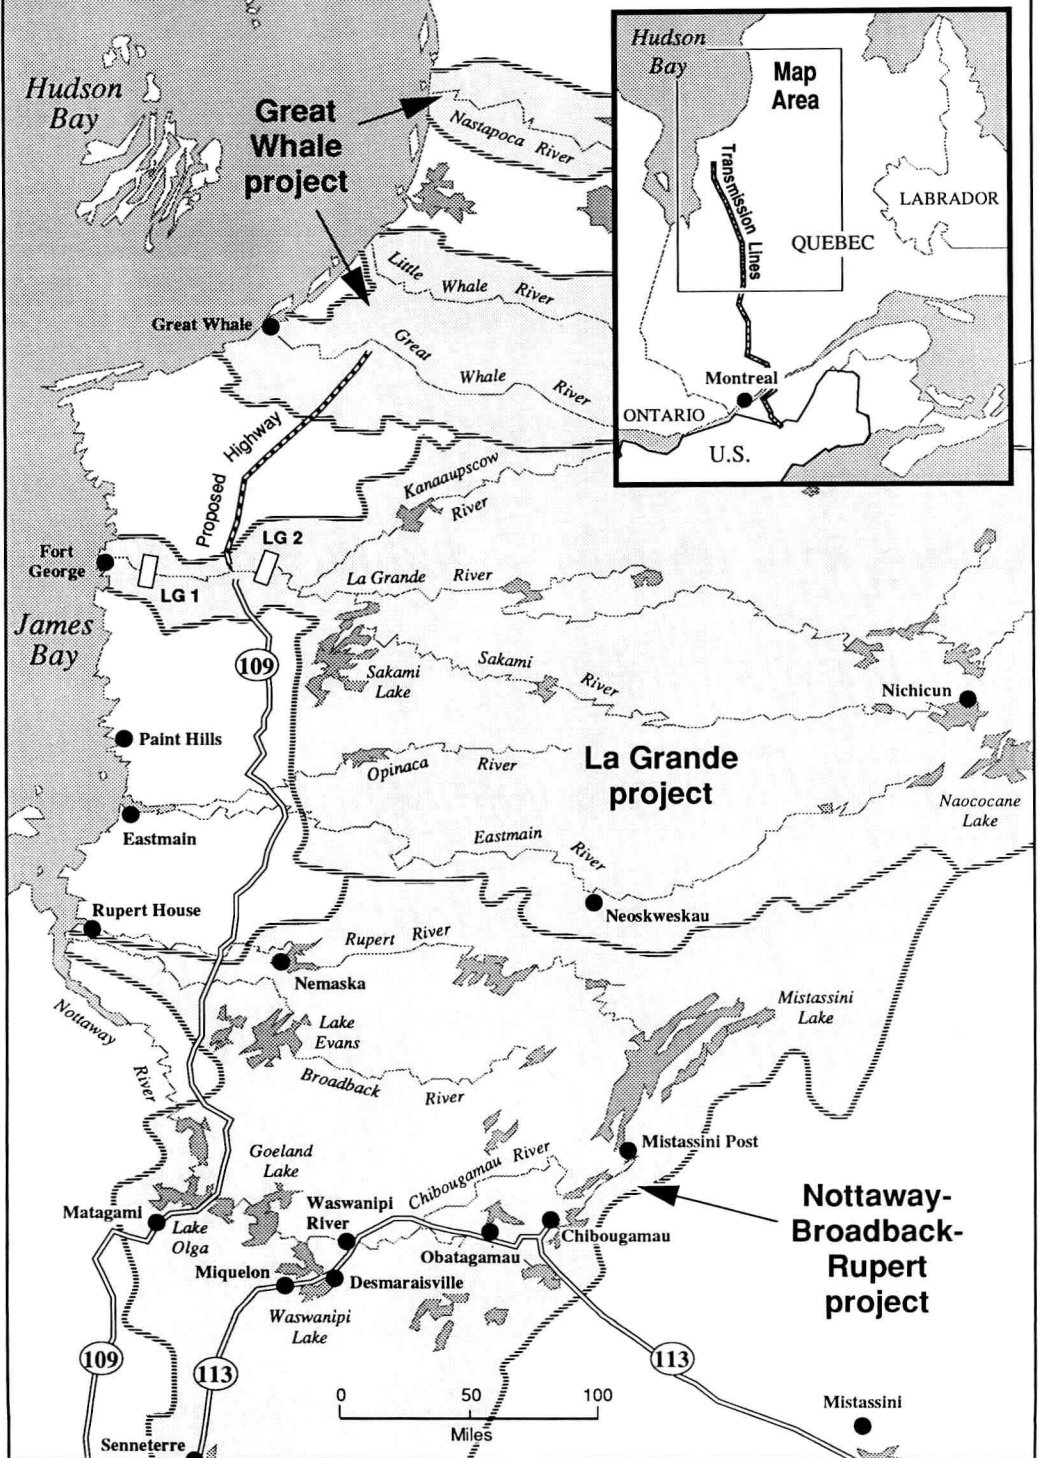 Hudson
Bay
Great
Whale
project
Nastapoca River
Little
Whale River
Great Whale
Great
Whale
River
Proposed Highway
Kanaaupscow
River
Fort
George
LG 2
LG 1
La Grande River
James
Bay
109
Sakami
Lake
Sakami
River
Nichicun
Paint Hills
Opinaca River
La Grande
project
Naococane
Lake
Eastmain
Eastmain
River
Neoskweskau
Rupert House
Rupert River
Nemaska
Nottaway
River
Lake
Evans
Broadback
River
Mistassini
Lake
Mistassini Post
Goeland
Lake
Chibougamau River
Matagami
Lake
Olga
Waswanipi
River
Obatagamau
Chibougamau
Miquelon
Desmaraisville
Waswanipi
Lake
Nottaway-
Broadback-
Rupert
project
109
113
113
0 50 100
Miles
Mistassini
Senneterre
Hudson
Bay
Map
Area
Transmission Lines
LABRADOR
QUEBEC
Montreal
ONTARIO
U.S.